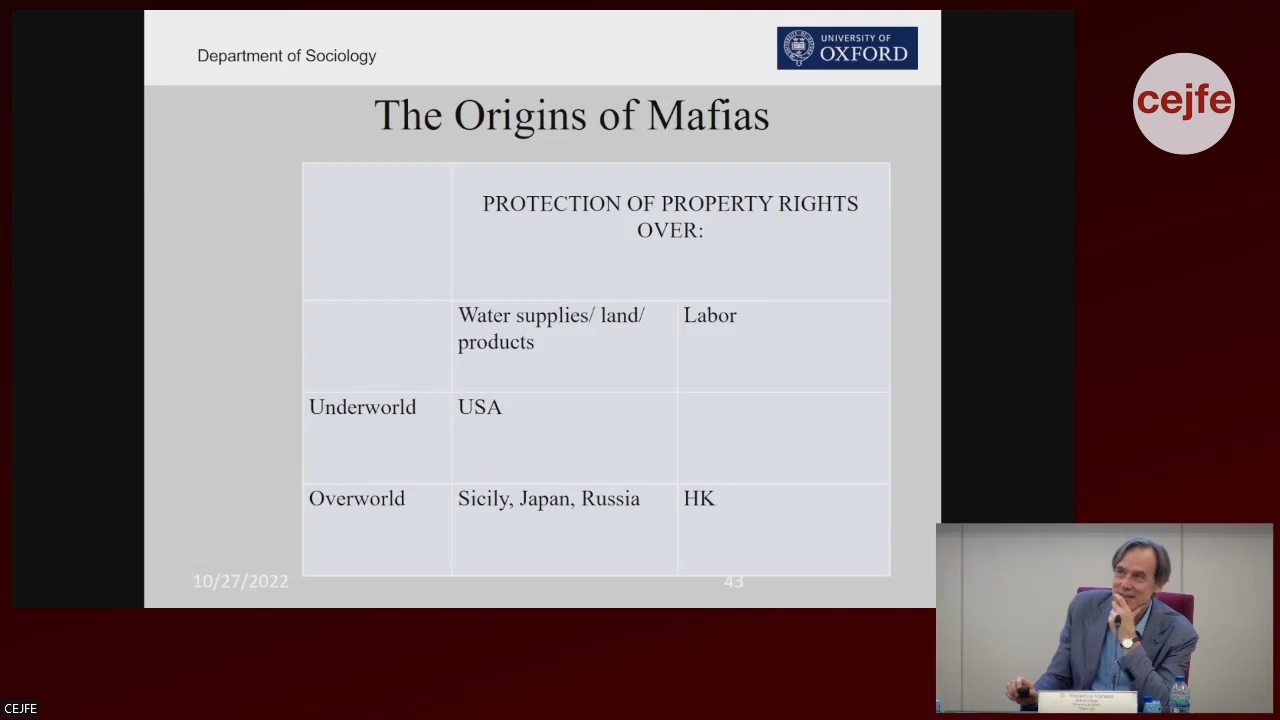 Department of Sociology
UNIVERSITY OF
OXFORD
cejfe
The Origins of Mafias
PROTECTION OF PROPERTY RIGHTS
OVER:
Water supplies/ land/
products
Labor
Underworld
USA
Overworld
Sicily, Japan, Russia
HK
10/27/2022
43
CEJFE